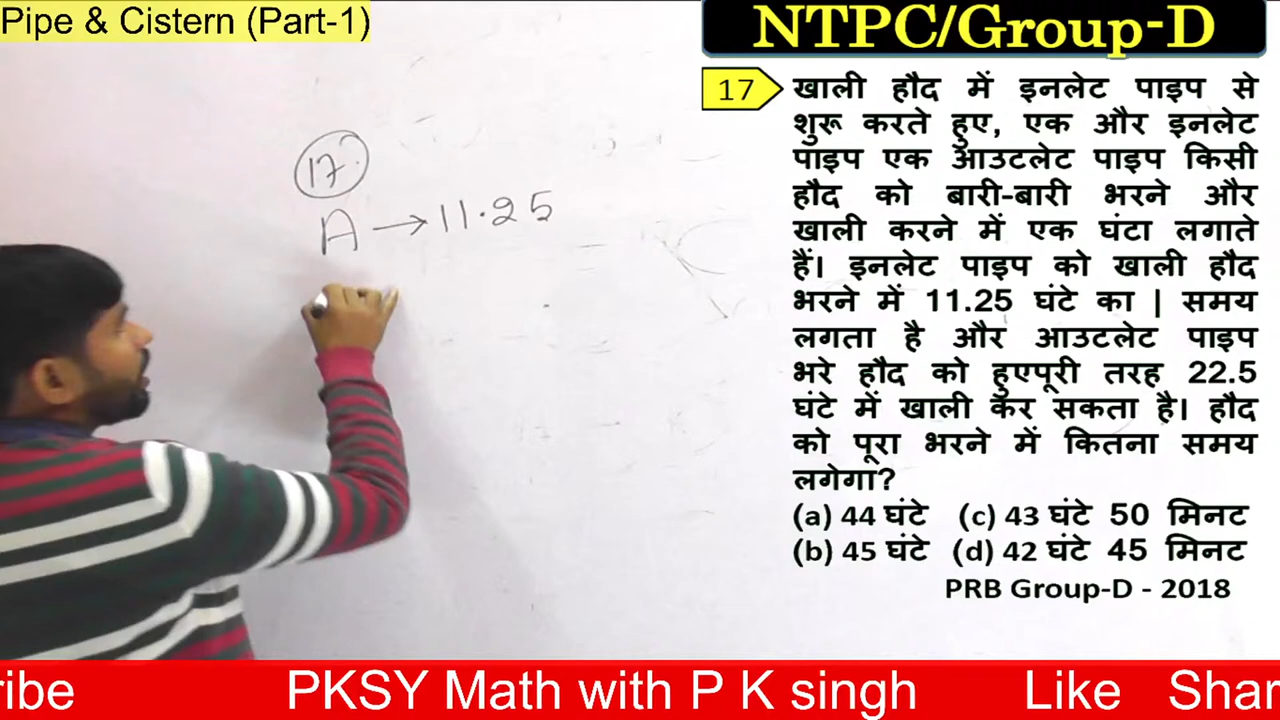 Pipe & Cistern (Part-1)
NTPC/Group-D
17
A → 11.25
17 खाली हौद में इनलेट पाइप से
शुरू करते हुए, एक और इनलेट
पाइप एक आउटलेट पाइप किसी
हौद को बारी-बारी भरने और
खाली करने में एक घंटा लगाते
हैं। इनलेट पाइप को खाली हौद
भरने में 11.25 घंटे का | समय
लगता है और आउटलेट पाइप
भरे हौद को हुएपूरी तरह 22.5
घंटे में खाली कर सकता है। हौद
को पूरा भरने में कितना समय
लगेगा?
(a) 44 घंटे (c) 43 घंटे 50 मिनट
(b) 45 घंटे (d) 42 घंटे 45 मिनट
PRB Group-D - 2018
ribe PKSY Math with P K singh Like Shar